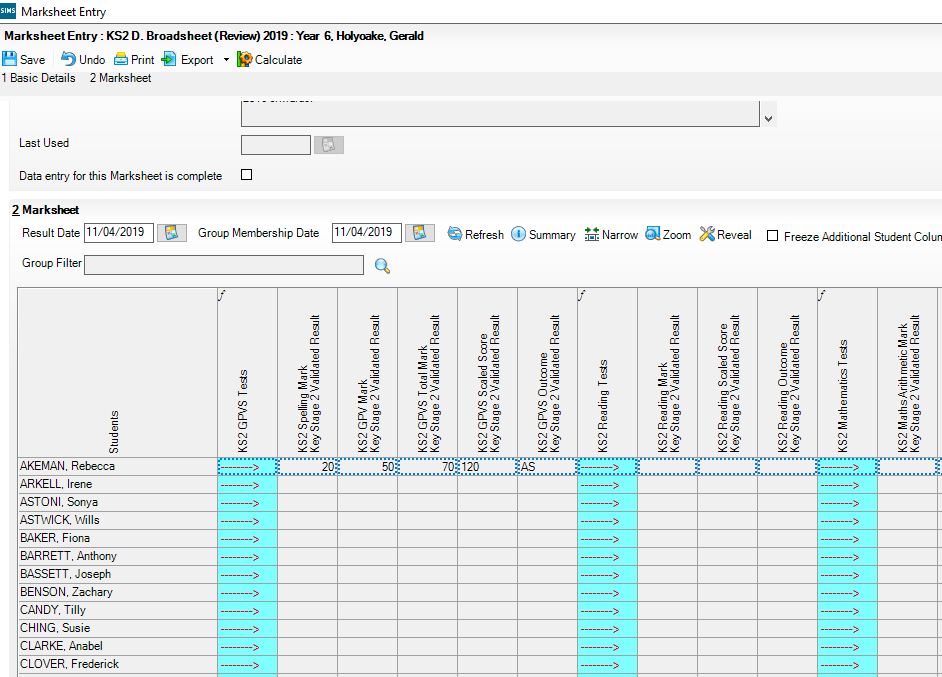 SIMS Marksheet Entry
Marksheet Entry : KS2 D. Broadsheet (Review) 2019 : Year 6, Holyoake, Gerald
Save Undo Print Export Calculate
1 Basic Details 2 Marksheet
Last Used
Data entry for this Marksheet is complete
2 Marksheet
Result Date 11/04/2019 Group Membership Date 11/04/2019 Refresh Summary Narrow Zoom Reveal Freeze Additional Student Colum
Group Filter
f f f
Students
KS2 GPVS Tests
KS2 Spelling Mark
Key Stage 2 Validated Result
KS2 GPV Mark
Key Stage 2 Validated Result
KS2 GPVS Total Mark
Key Stage 2 Validated Result
KS2 GPVS Scaled Score
Key Stage 2 Validated Result
KS2 GPVS Outcome
Key Stage 2 Validated Result
KS2 Reading Tests
KS2 Reading Mark
Key Stage 2 Validated Result
KS2 Reading Scaled Score
Key Stage 2 Validated Result
KS2 Reading Outcome
Key Stage 2 Validated Result
KS2 Mathematics Tests
KS2 Maths Arithmetic Mark
Key Stage 2 Validated Result
AKEMAN, Rebecca --------> 20 50 70 120 AS --------> -------->
ARKELL, Irene --------> --------> -------->
ASTONI, Sonya --------> --------> -------->
ASTWICK, Wills --------> --------> -------->
BAKER, Fiona --------> --------> -------->
BARRETT, Anthony --------> --------> -------->
BASSETT, Joseph --------> --------> -------->
BENSON, Zachary --------> --------> -------->
CANDY, Tilly --------> --------> -------->
CHING, Susie --------> --------> -------->
CLARKE, Anabel --------> --------> -------->
CLOVER, Frederick --------> --------> -------->